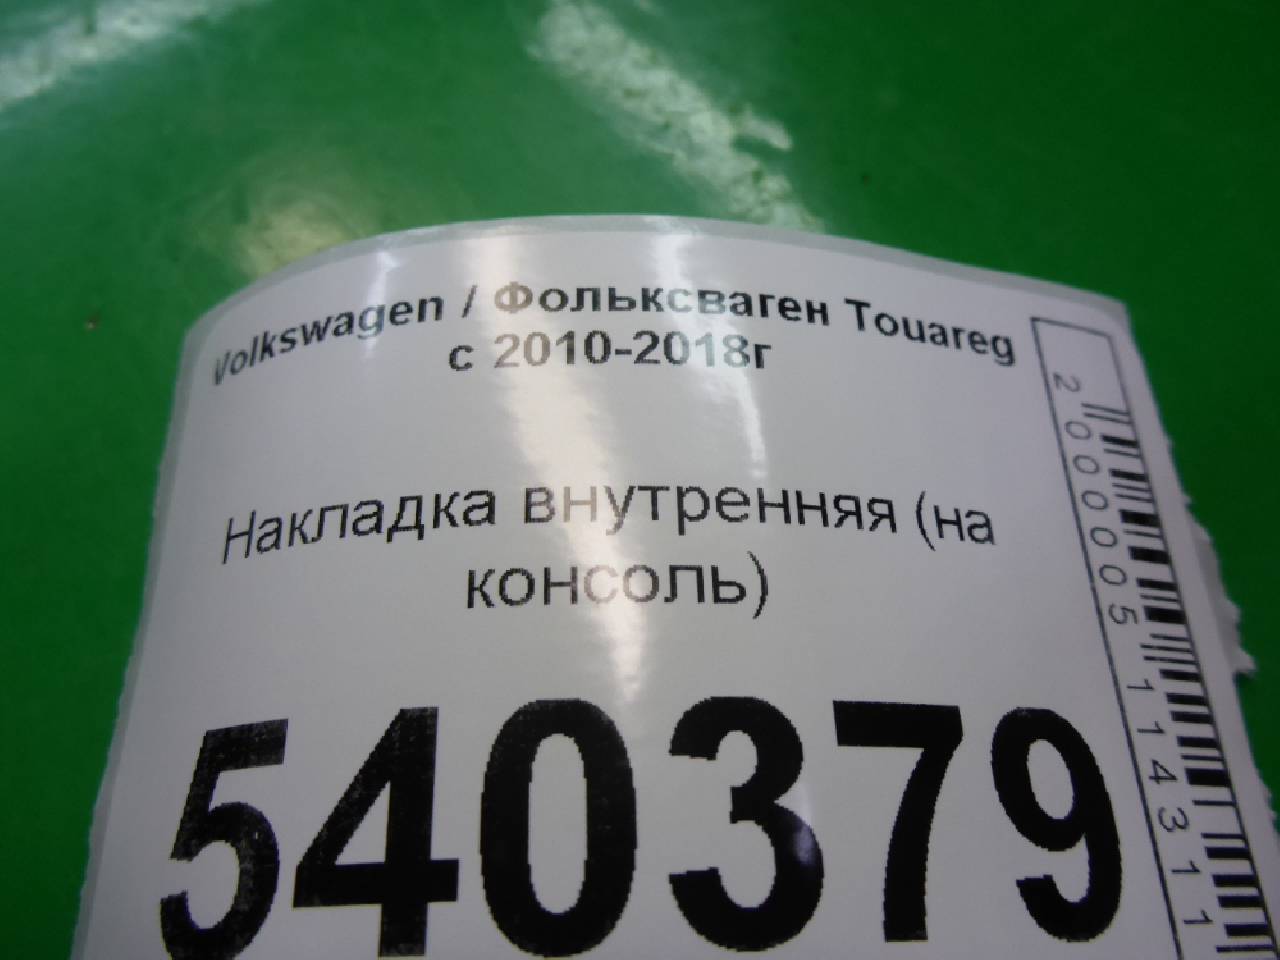 Volkswagen / Фольксваген Touareg
с 2010-2018г
Накладка внутренняя (на
консоль)
540379
2000005114311